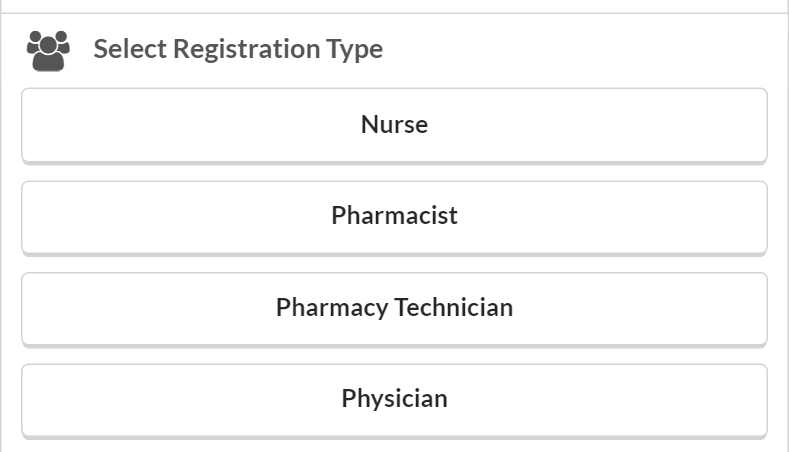 Select Registration Type
Nurse
Pharmacist
Pharmacy Technician
Physician